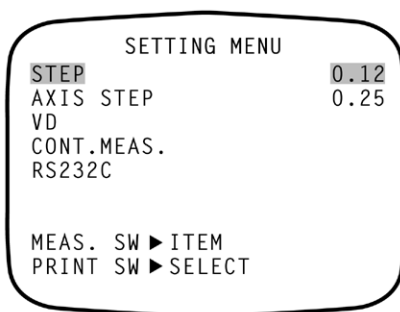 SETTING MENU
STEP 0.12
AXIS STEP 0.25
VD
CONT.MEAS.
RS232C
MEAS. SW ▶ ITEM
PRINT SW ▶ SELECT